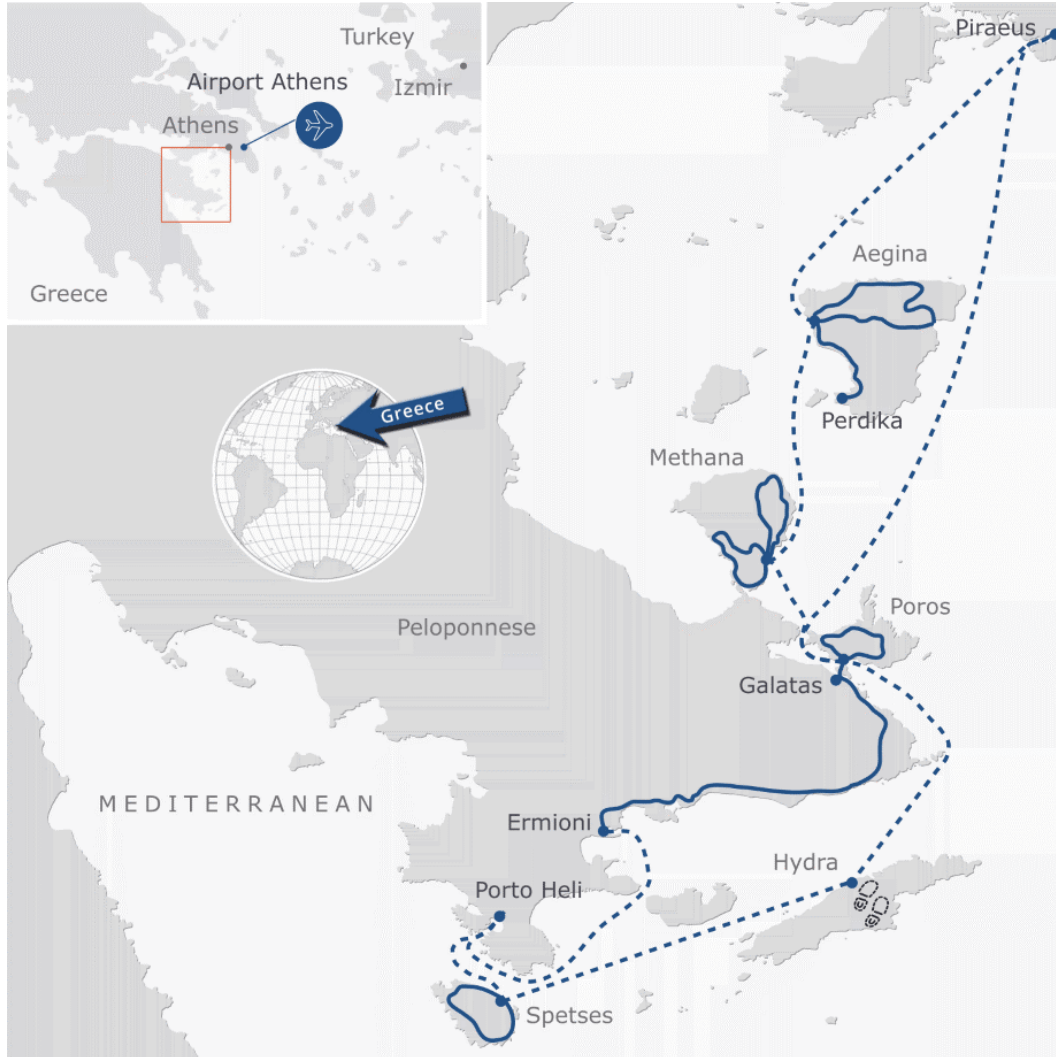 Turkey
Airport Athens
Izmir
Athens
Greece
Piraeus
Aegina
Perdika
Greece
Methana
Poros
Peloponnese
Galatas
MEDITERRANEAN
Ermioni
Hydra
Porto Heli
Spetses